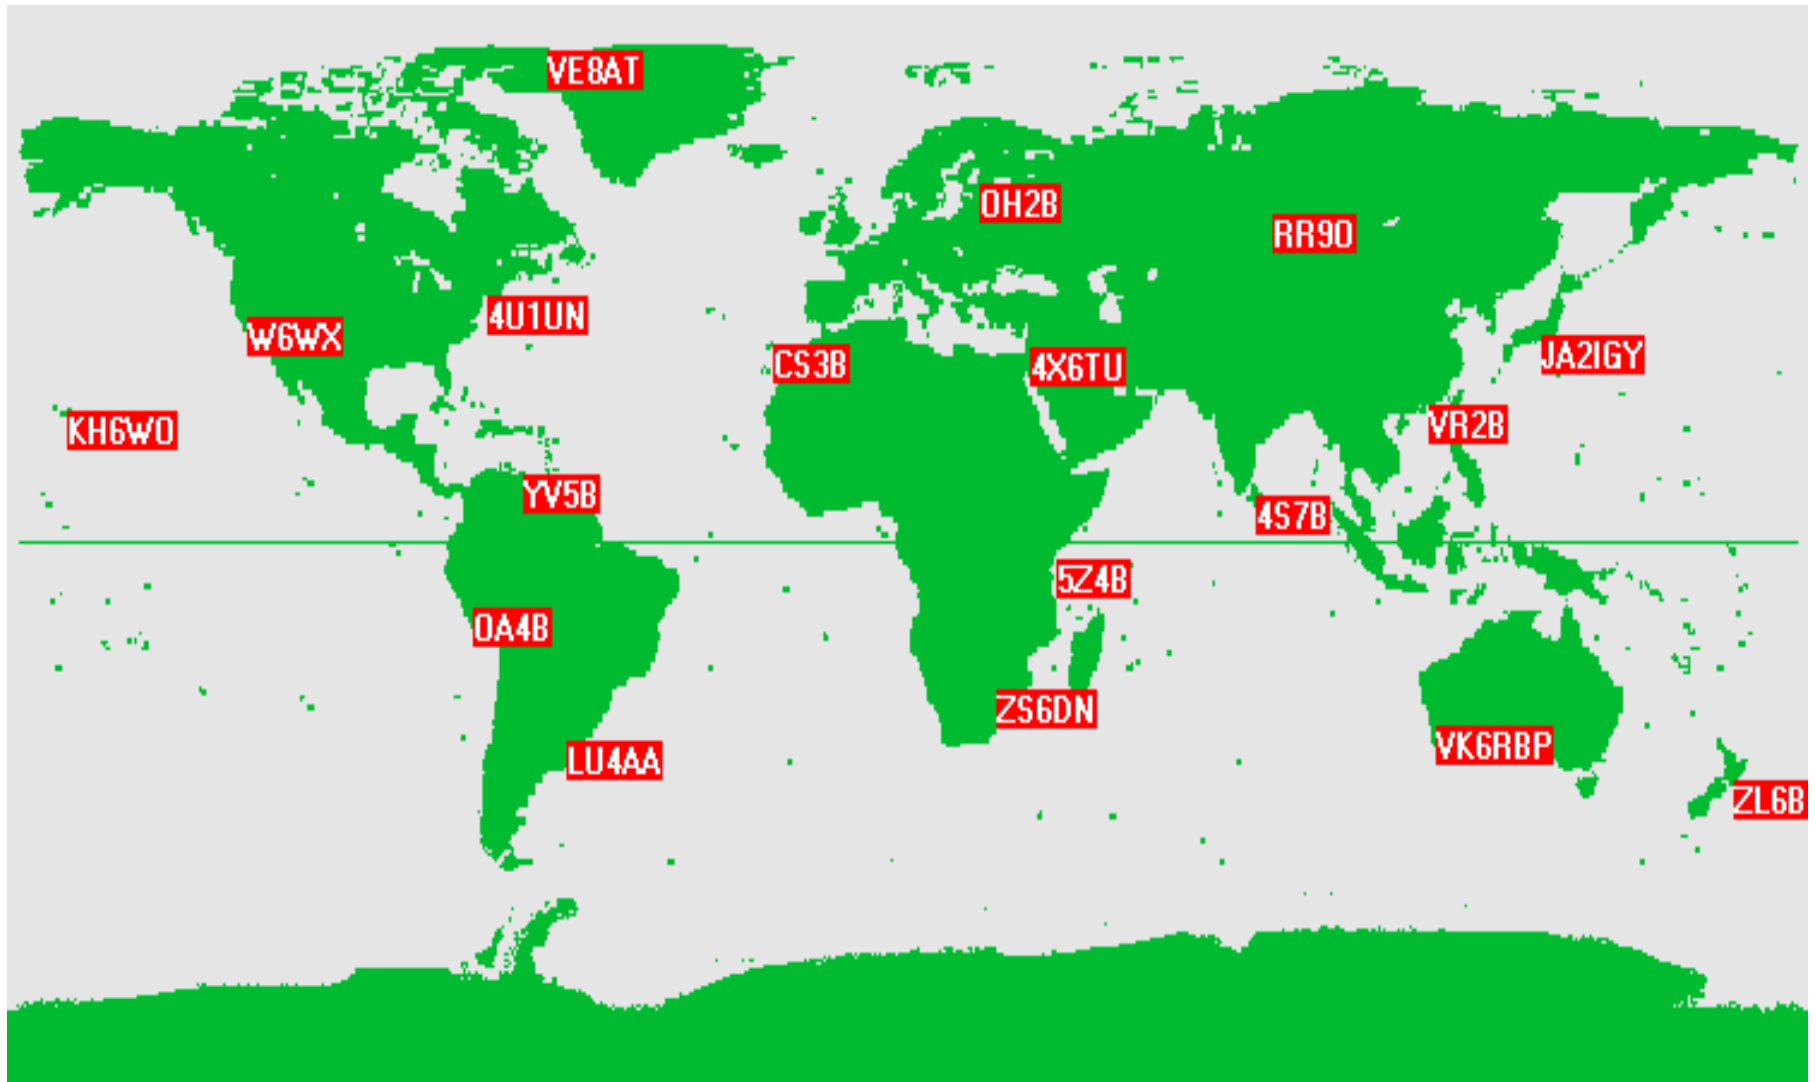 VE8AT
OH2B
RR9O
4U1UN
W6WX
CS3B
4X6TU
JA2IGY
KH6WO
VR2B
YV5B
4S7B
5Z4B
OA4B
ZS6DN
LU4AA
VK6RBP
ZL6B